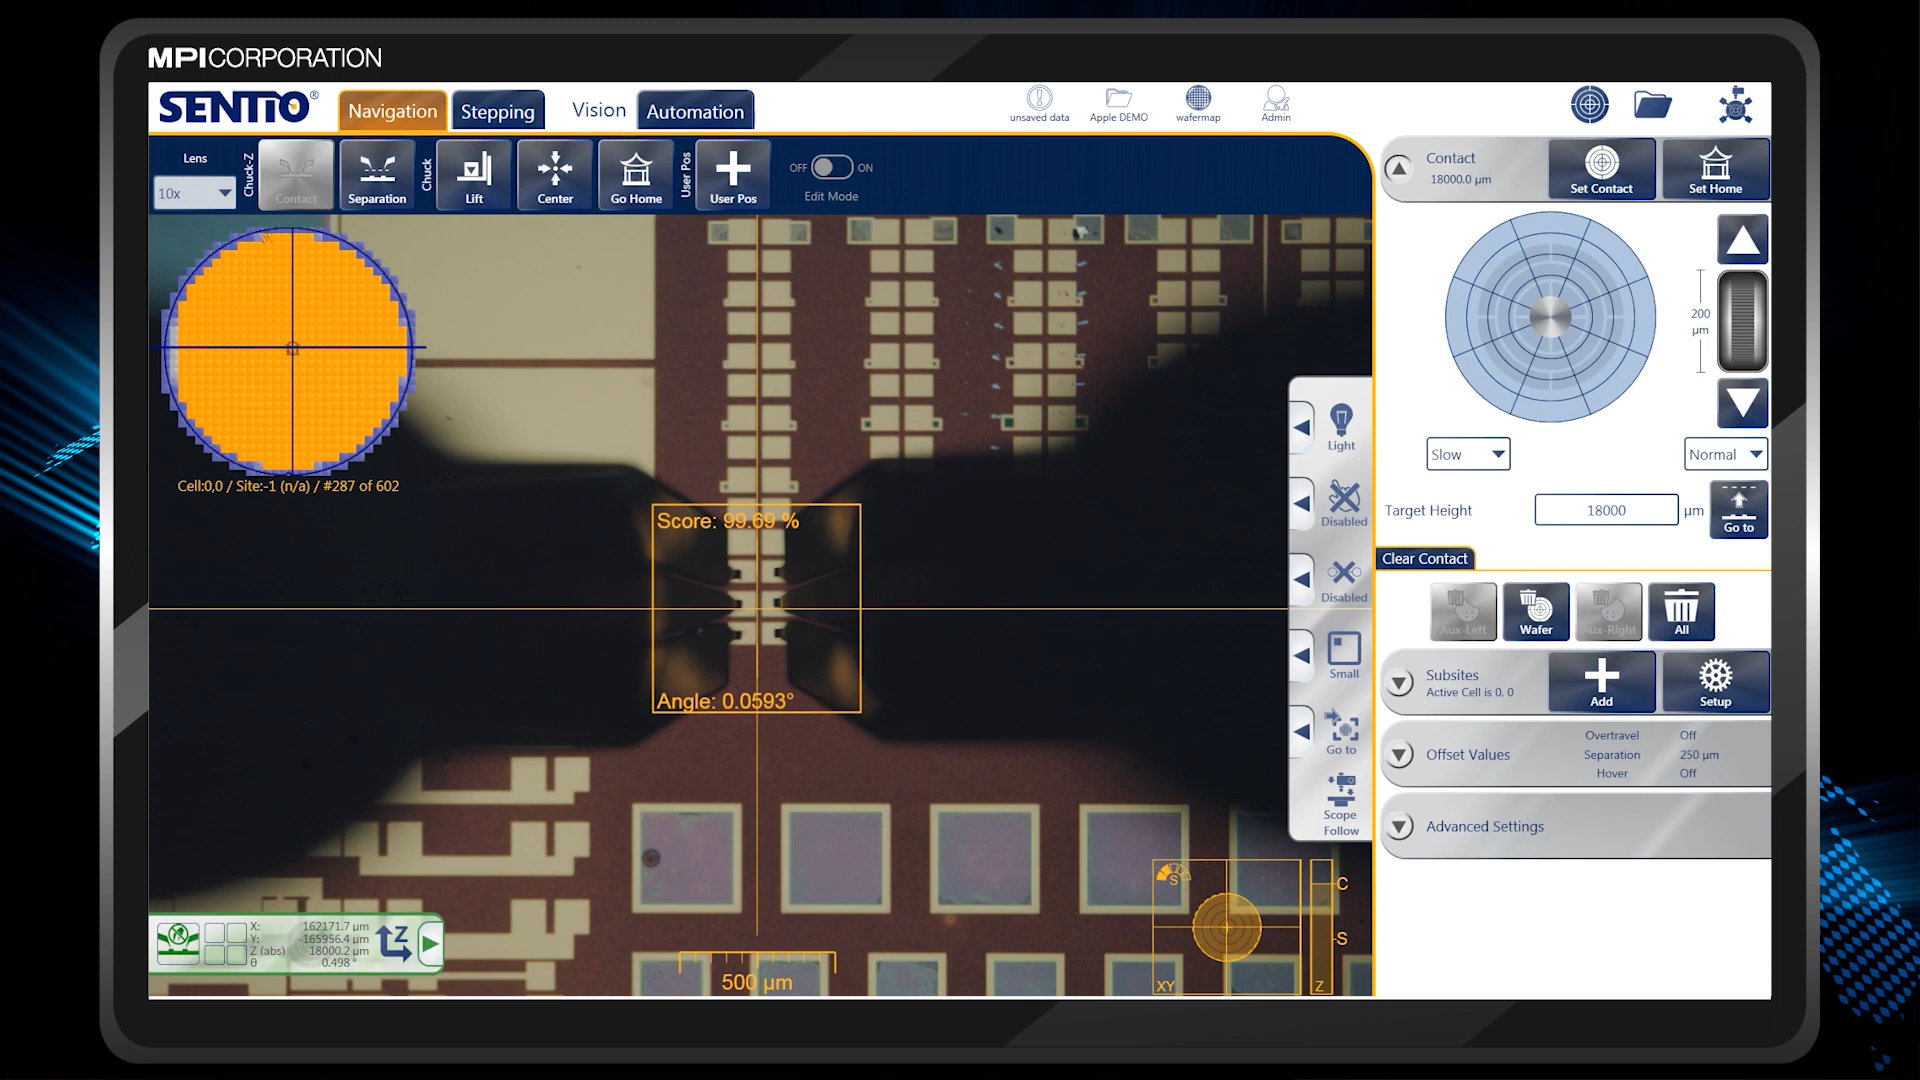 MPICORPORATION
SENTIO®
Navigation
Stepping
Vision
Automation
unsaved data
Apple DEMO
wafermap
Admin
Lens
10x
Chuck-Z
Contact
Separation
Chuck
Lift
Center
Go Home
User Pos
User Pos
OFF
ON
Edit Mode
Contact
18000.0 µm
Set Contact
Set Home
200
µm
Slow
Normal
Target Height
18000
µm
Go to
Clear Contact
Aux-Left
Wafer
Aux-Right
All
Subsites
Active Cell is 0, 0
Add
Setup
Offset Values
Overtravel Off
Separation 250 µm
Hover Off
Advanced Settings
Cell:0,0 / Site:-1 (n/a) / #287 of 602
Score: 99.69 %
Angle: 0.0593°
Light
Disabled
Disabled
Small
Go to
Scope
Follow
X: 162171.7 µm
Y: -165956.4 µm
Z (abs) 18000.2 µm
θ 0.498 °
Z
500 µm
S
XY
C
S
Z